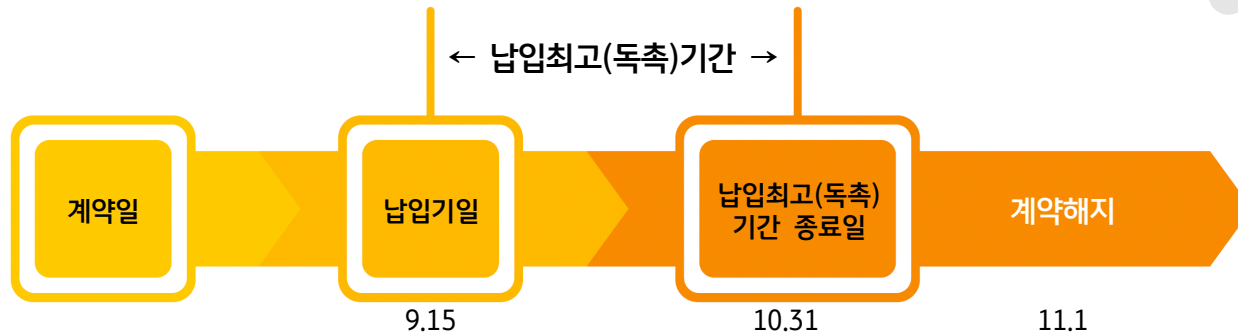 ← 납입최고(독촉)기간 →
계약일
납입기일
납입최고(독촉)
기간 종료일
계약해지
9.15
10.31
11.1